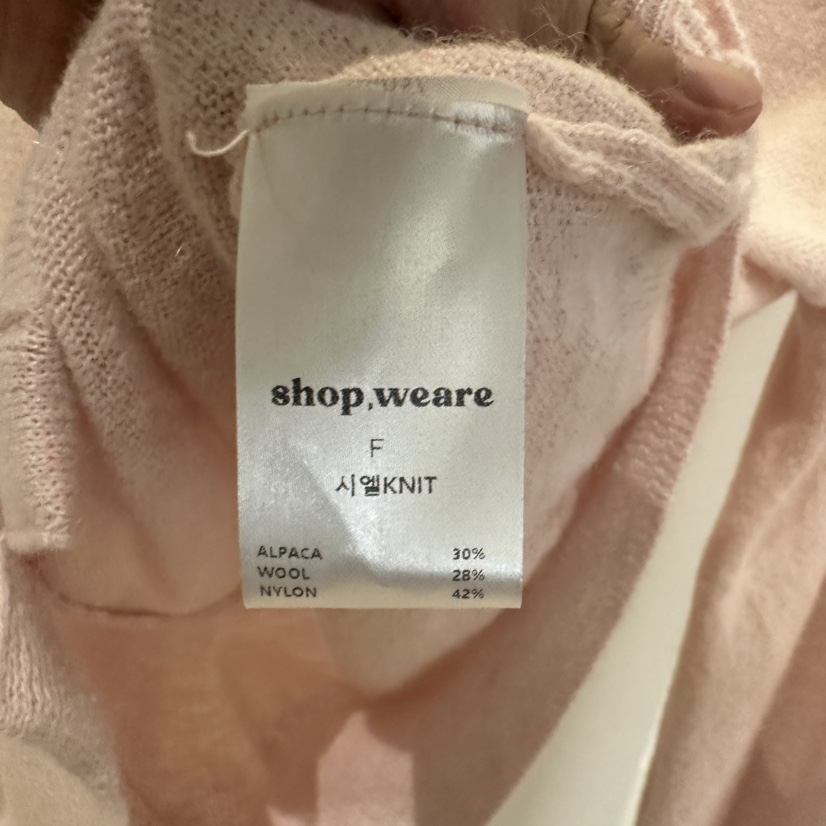 shop,weare
F
시엘KNIT
ALPACA 30%
WOOL 28%
NYLON 42%